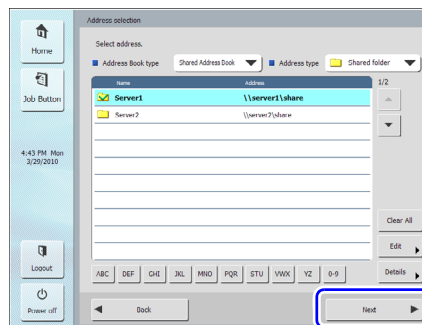 Address selection
Home
Select address.
Address Book type
Shared Address Book
Address type
Shared folder
Job Button
Name
Address
1/2
Server1
\\server1\share
Server2
\\server2\share
4:43 PM Mon
3/29/2010
Clear All
Edit
Logout
ABC DEF GHI JKL MNO PQR STU VWX YZ 0-9
Details
Power off
Back
Next